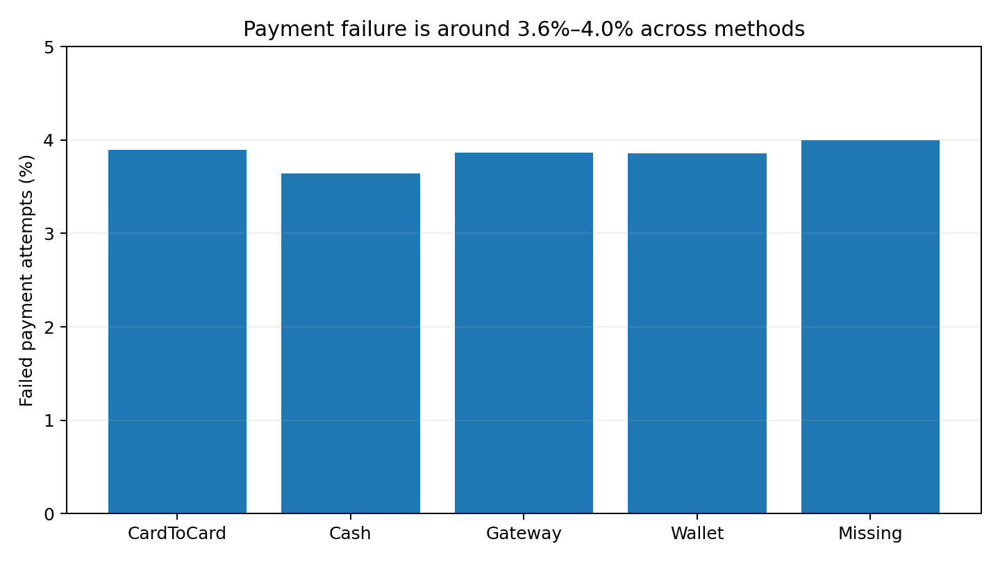 Payment failure is around 3.6%–4.0% across methods
Failed payment attempts (%)
5
4
3
2
1
0
CardToCard
Cash
Gateway
Wallet
Missing